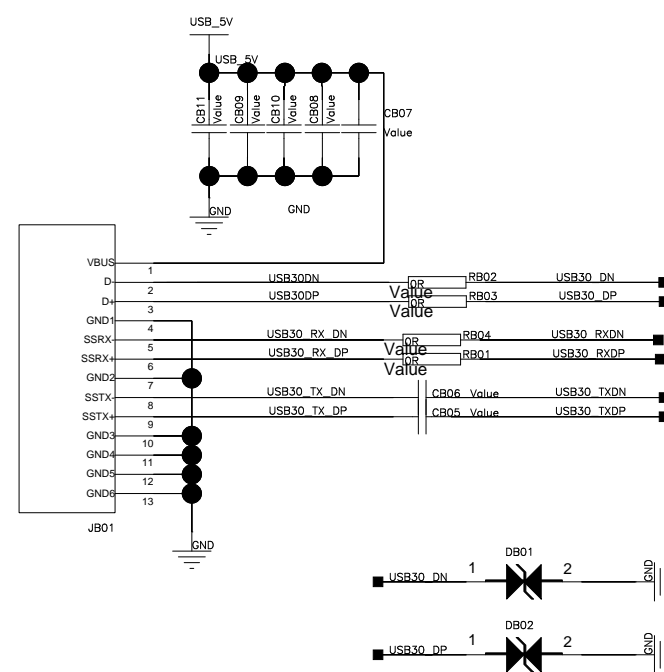 USB_5V
USB_5V
CB11
Value
CB09
Value
CB10
Value
CB08
Value
CB07
Value
GND
GND
VBUS 1
D- 2 USB30DN 0R RB02 USB30_DN
Value
D+ 3 USB30DP 0R RB03 USB30_DP
Value
GND1 4
SSRX- 5 USB30_RX_DN 0R RB04 USB30_RXDN
Value
SSRX+ 6 USB30_RX_DP 0R RB01 USB30_RXDP
Value
GND2 7
SSTX- 8 USB30_TX_DN CB06 Value USB30_TXDN
SSTX+ 9 USB30_TX_DP CB05 Value USB30_TXDP
GND3 10
GND4 11
GND5 12
GND6 13
JB01
GND
DB01
USB30_DN 1 2 GND
DB02
USB30_DP 1 2 GND